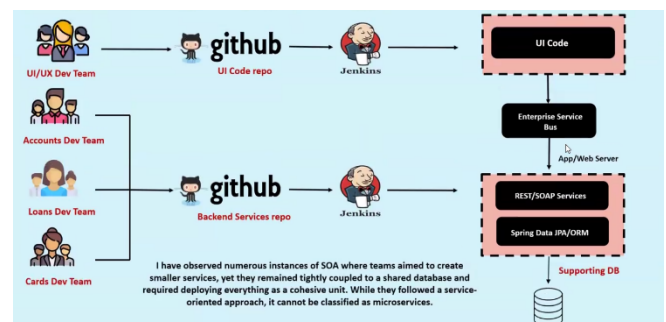 github
UI/UX Dev Team
UI Code repo
Jenkins
UI Code
Accounts Dev Team
Enterprise Service
Bus
App/Web Server
Loans Dev Team
github
Backend Services repo
Jenkins
REST/SOAP Services
Spring Data JPA/ORM
Cards Dev Team
I have observed numerous instances of SOA where teams aimed to create
smaller services, yet they remained tightly coupled to a shared database and
required deploying everything as a cohesive unit. While they followed a service-
oriented approach, it cannot be classified as microservices.
Supporting DB